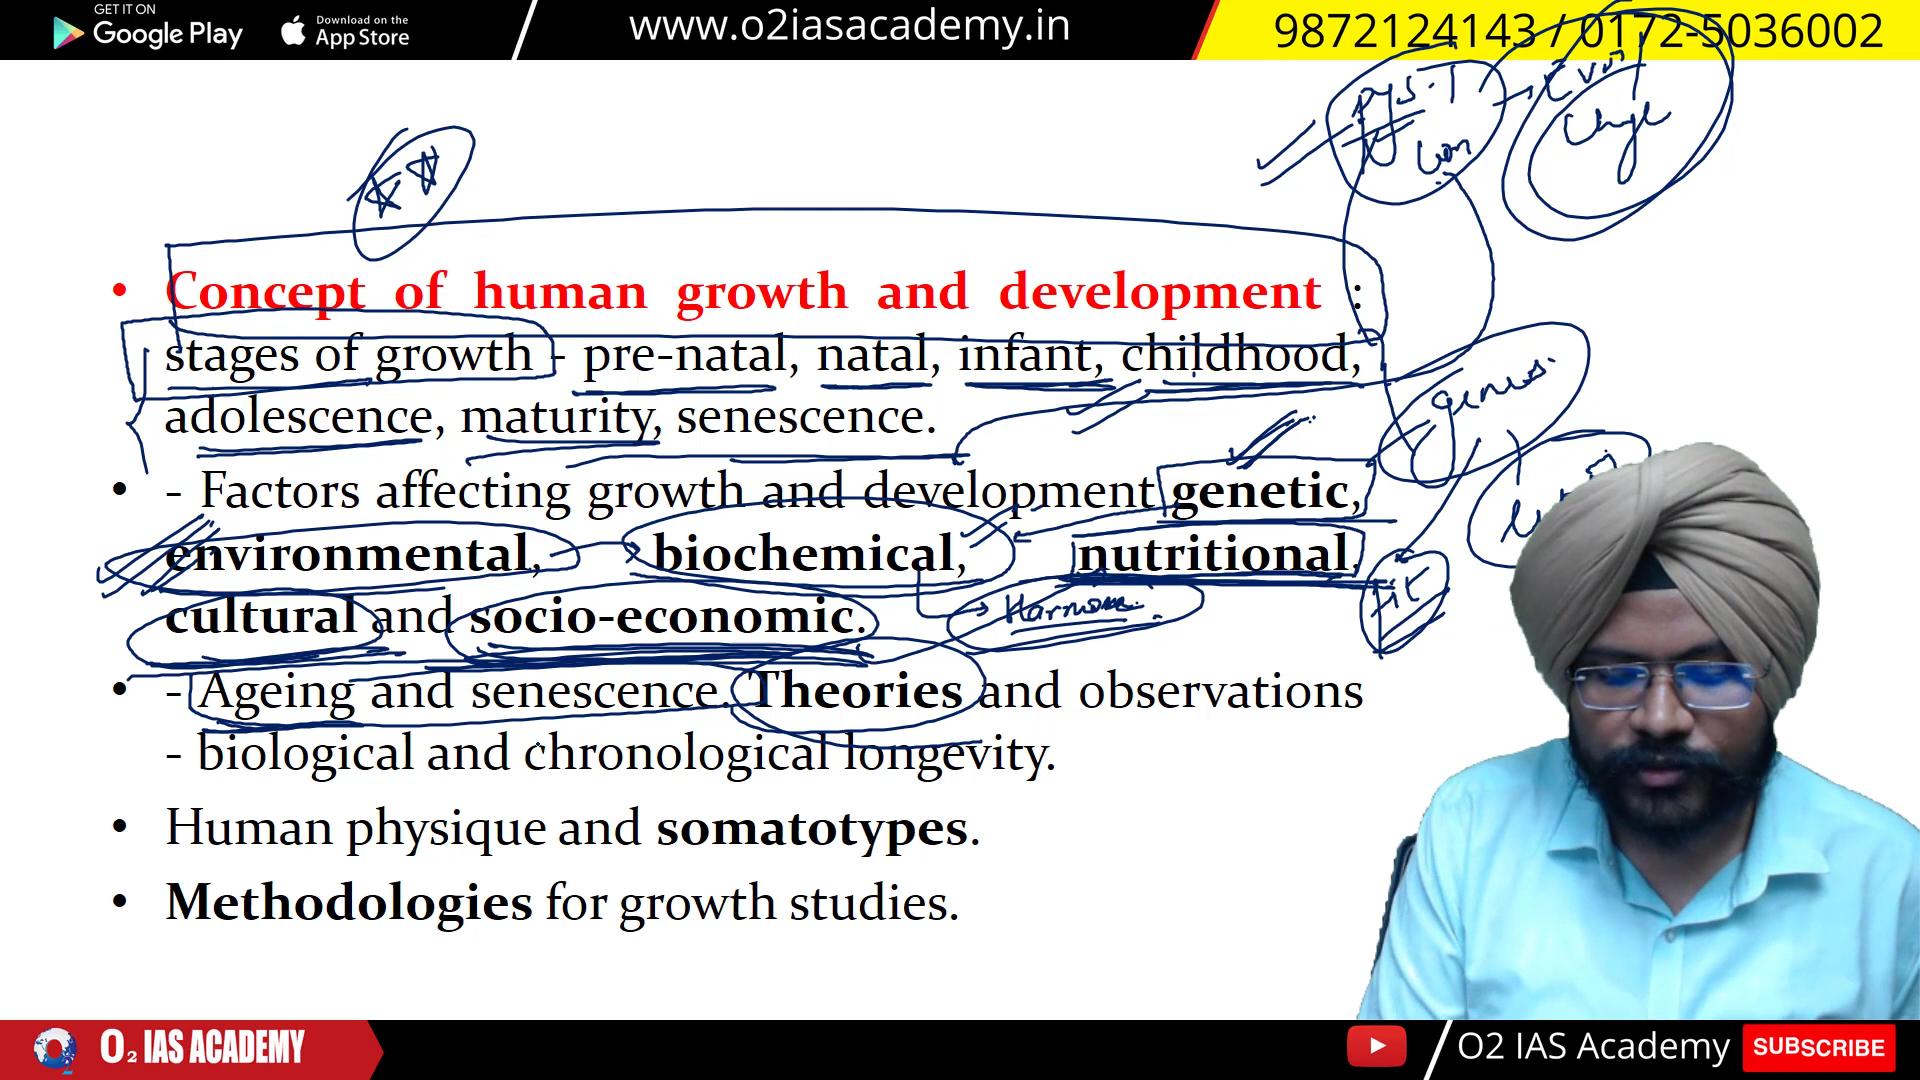 GET IT ON
Google Play
Download on the
App Store
www.o2iasacademy.in
9872124143 / 0172-5036002
• Concept of human growth and development :
stages of growth - pre-natal, natal, infant, childhood,
adolescence, maturity, senescence.
• - Factors affecting growth and development genetic,
environmental, biochemical, nutritional,
cultural and socio-economic.
Harmone
• - Ageing and senescence. Theories and observations
- biological and chronological longevity.
• Human physique and somatotypes.
• Methodologies for growth studies.
O2 IAS ACADEMY
O2 IAS Academy
SUBSCRIBE